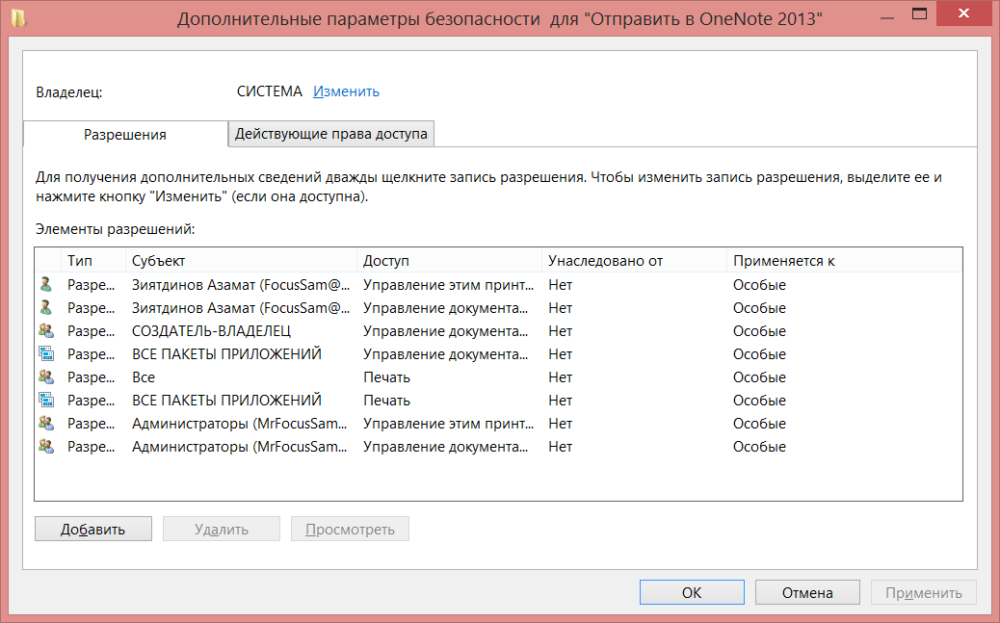 Дополнительные параметры безопасности для "Отправить в OneNote 2013"
Владелец: СИСТЕМА Изменить
Разрешения Действующие права доступа
Для получения дополнительных сведений дважды щелкните запись разрешения. Чтобы изменить запись разрешения, выделите ее и
нажмите кнопку "Изменить" (если она доступна).
Элементы разрешений:
Тип Субъект Доступ Унаследовано от Применяется к
Разре... Зиятдинов Азамат (FocusSam@... Управление этим принт... Нет Особые
Разре... Зиятдинов Азамат (FocusSam@... Управление документа... Нет Особые
Разре... СОЗДАТЕЛЬ-ВЛАДЕЛЕЦ Управление документа... Нет Особые
Разре... ВСЕ ПАКЕТЫ ПРИЛОЖЕНИЙ Управление документа... Нет Особые
Разре... Все Печать Нет Особые
Разре... ВСЕ ПАКЕТЫ ПРИЛОЖЕНИЙ Печать Нет Особые
Разре... Администраторы (MrFocusSam... Управление этим принт... Нет Особые
Разре... Администраторы (MrFocusSam... Управление документа... Нет Особые
Добавить Удалить Просмотреть
ОК Отмена Применить